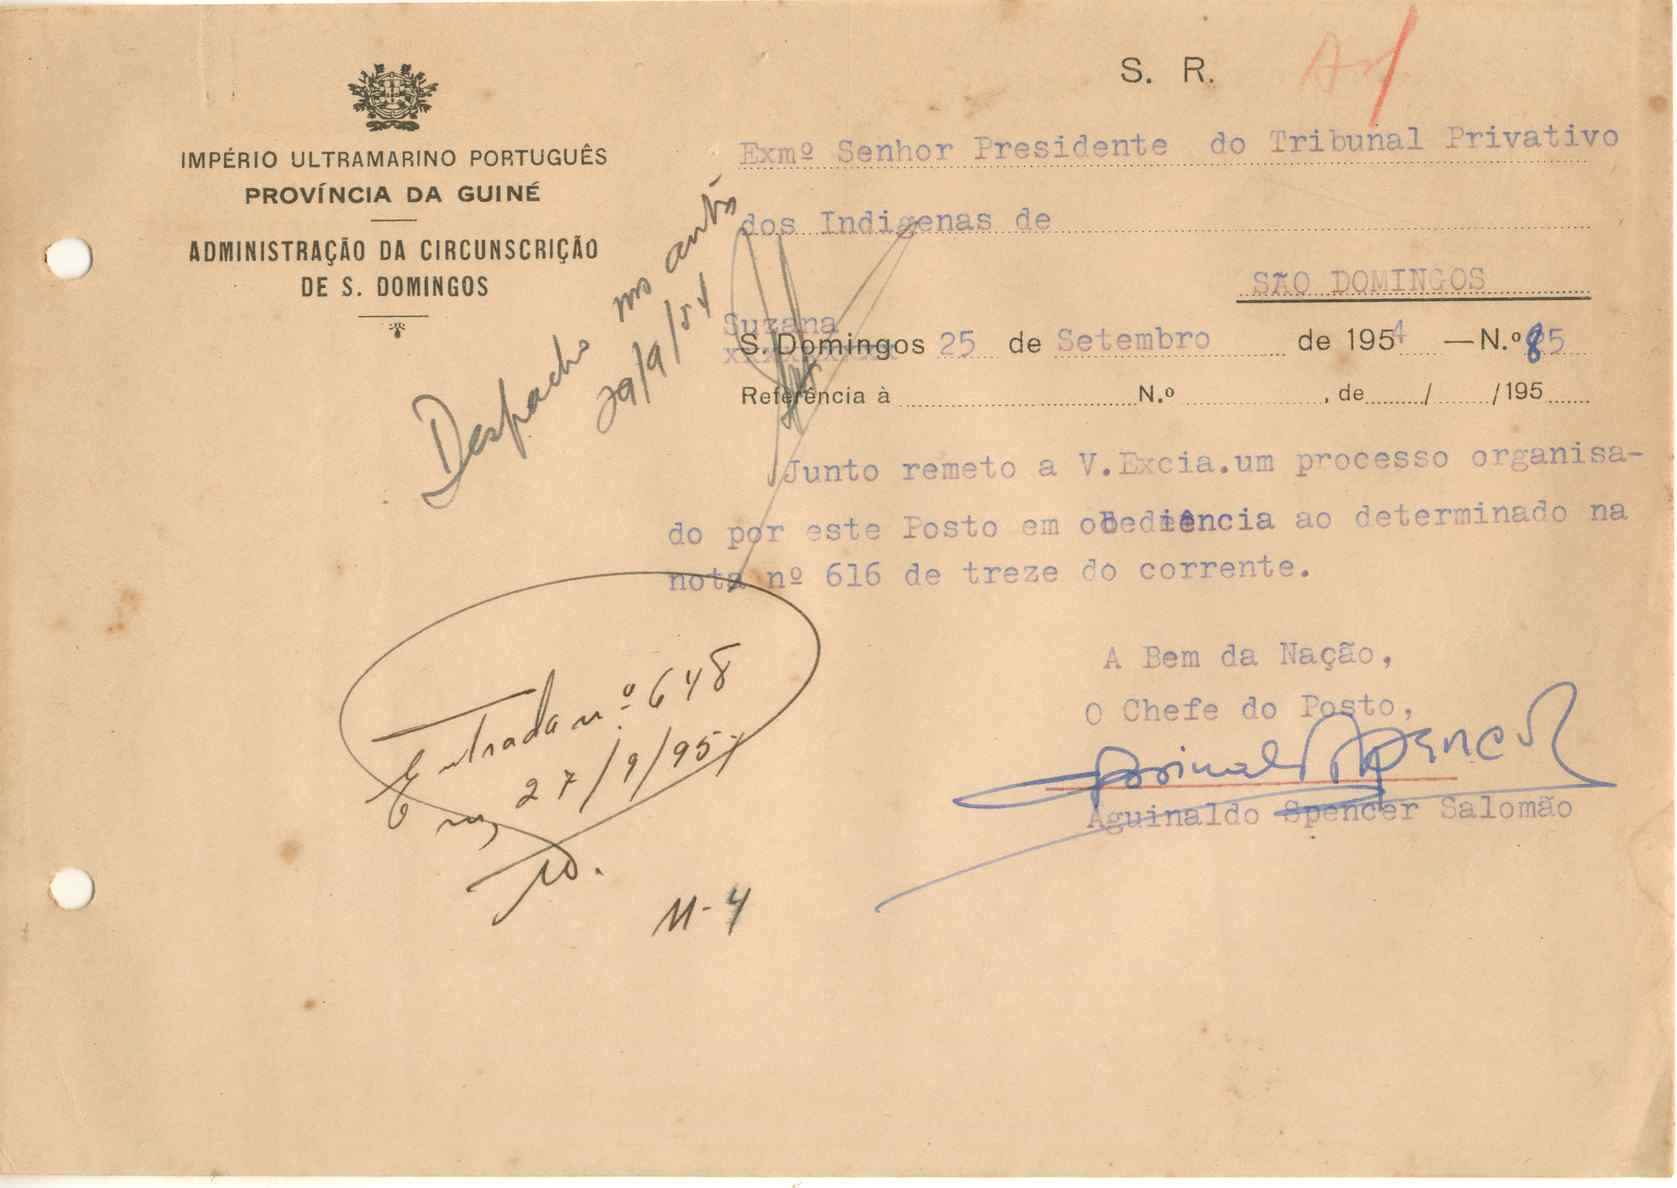 S. R.
IMPÉRIO ULTRAMARINO PORTUGUÊS
PROVÍNCIA DA GUINÉ
ADMINISTRAÇÃO DA CIRCUNSCRIÇÃO
DE S. DOMINGOS
Exmº Senhor Presidente do Tribunal Privativo
dos Indigenas de
SÃO DOMINGOS
Suzana
S. Domingos 25 de Setembro de 1954 — N.º 85
Referência à N.º , de / /195
Despacho nos autos
29/9/54
Junto remeto a V.Excia.um processo organisa-
do por este Posto em obediência ao determinado na
nota nº 616 de treze do corrente.
A Bem da Nação,
O Chefe do Posto,
Aguinaldo Spencer Salomão
Entrada nº 648
Em, 27/9/954
M-4